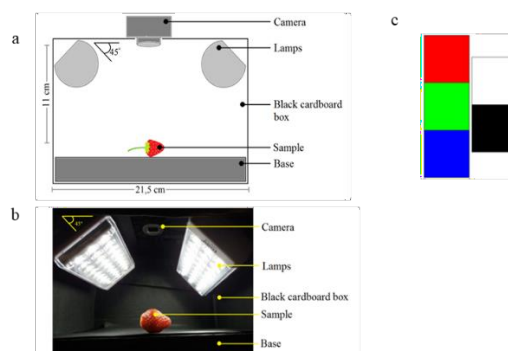 a
Camera
45°
Lamps
11 cm
Black cardboard
box
Sample
Base
21,5 cm
b
45°
Camera
Lamps
Black cardboard box
Sample
Base
c